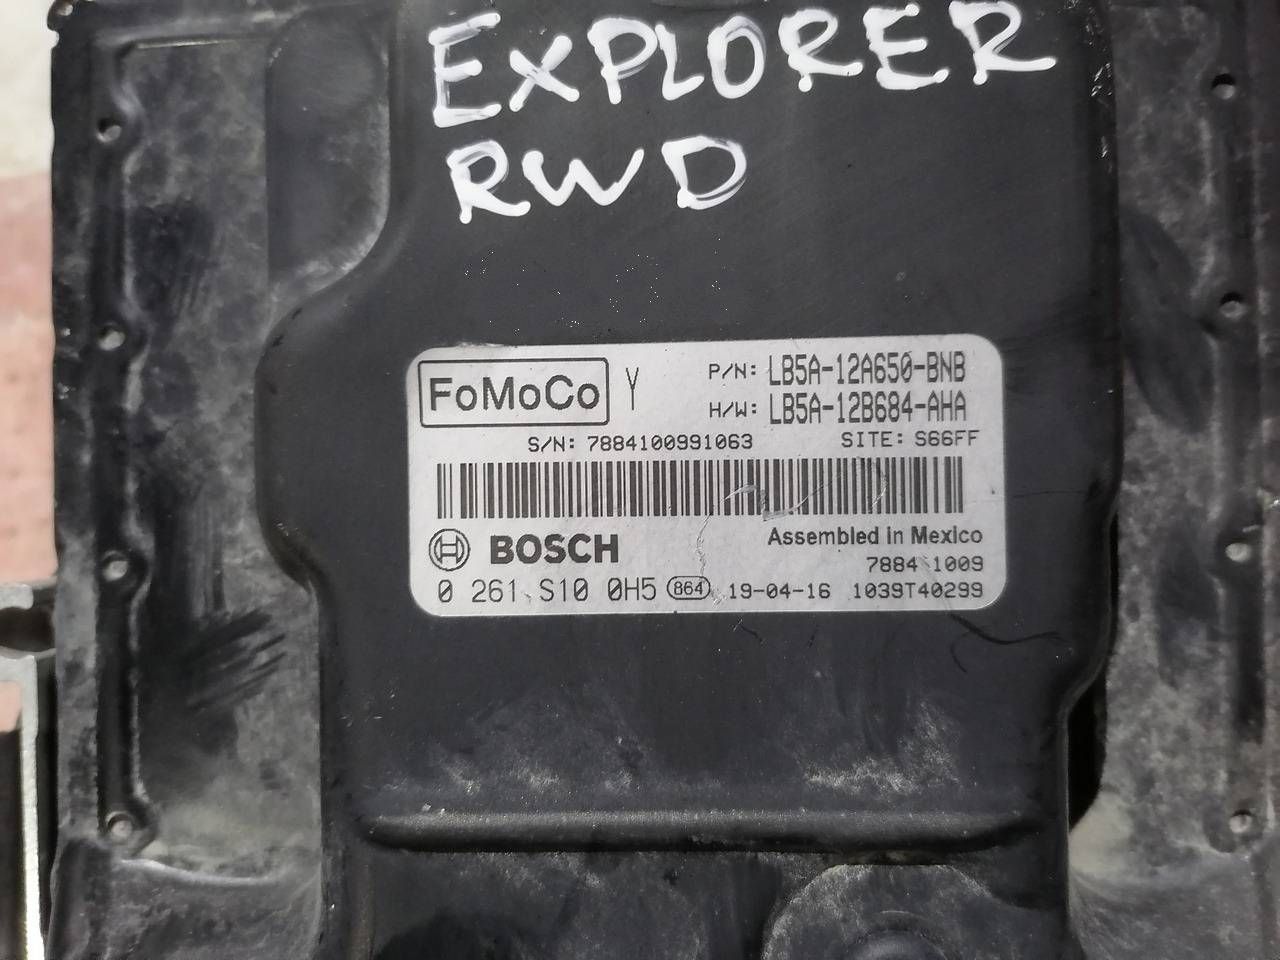 EXPLORER
RWD
FoMoCo Y P/N: LB5A-12A650-BNB
H/W: LB5A-12B684-AHA
S/N: 7884100991063 SITE: S66FF
BOSCH Assembled in Mexico
7884 1009
0 261 S10 0H5 864 19-04-16 1039T40299